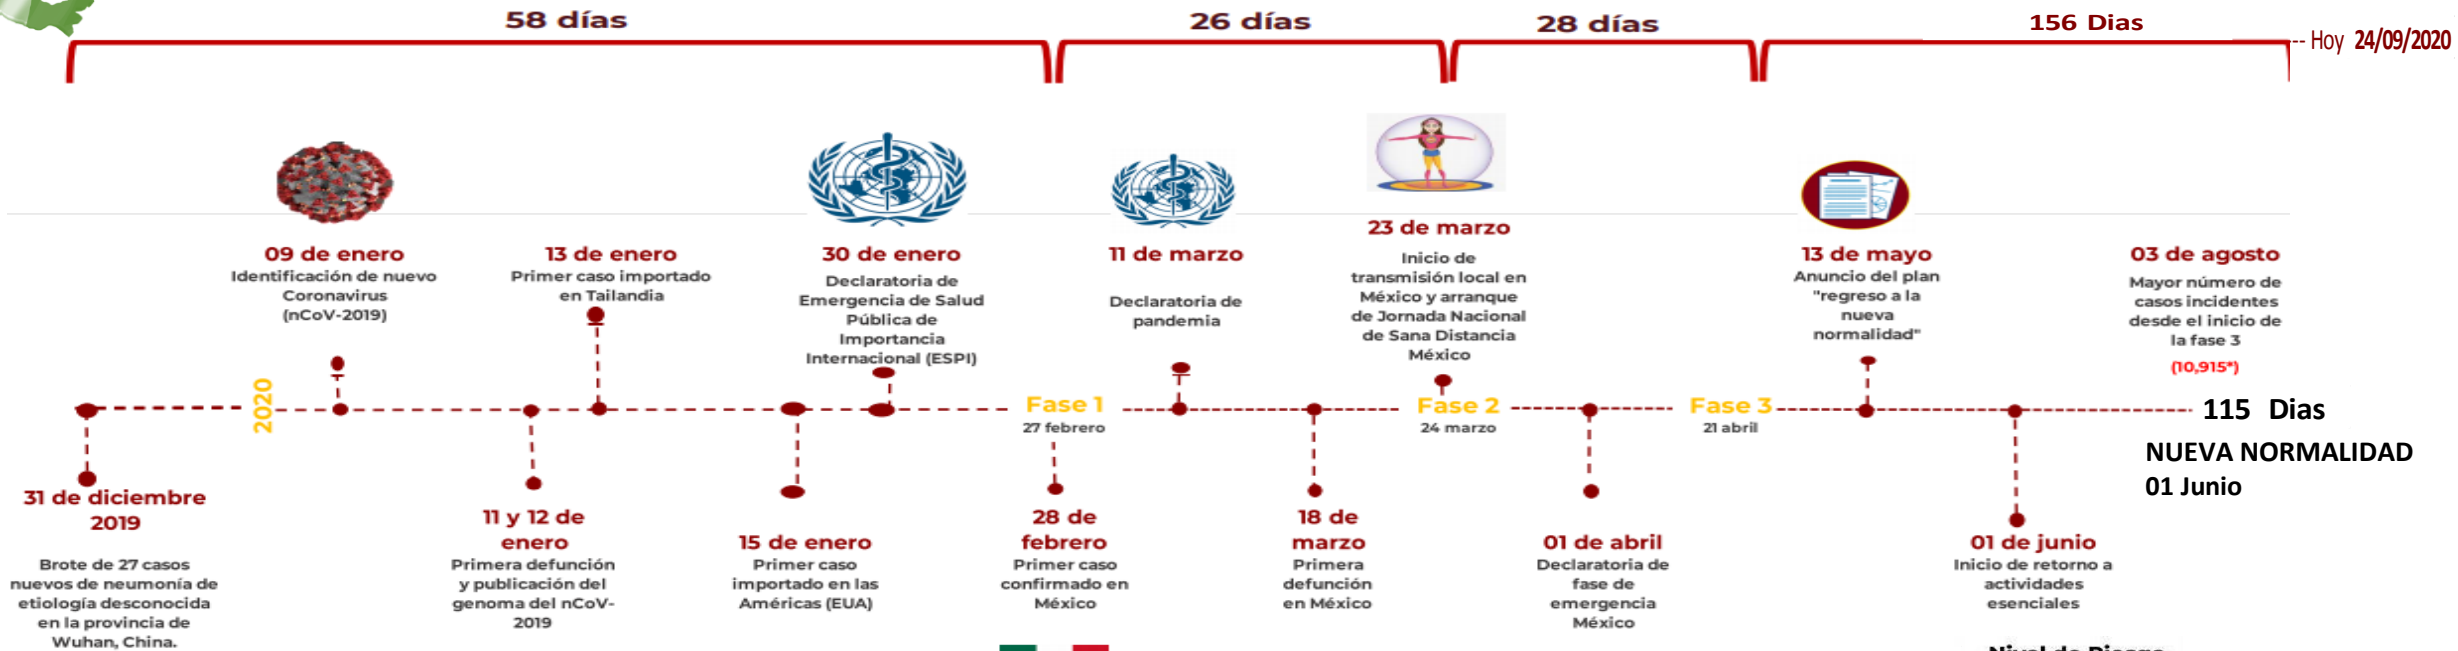 58 días
26 días
28 días
156 Dias
-- Hoy 24/09/2020
09 de enero
Identificación de nuevo
Coronavirus
(nCoV-2019)
13 de enero
Primer caso importado
en Tailandia
30 de enero
Declaratoria de
Emergencia de Salud
Pública de
Importancia
Internacional (ESPI)
11 de marzo
Declaratoria de
pandemia
23 de marzo
Inicio de
transmisión local en
México y arranque
de Jornada Nacional
de Sana Distancia
México
13 de mayo
Anuncio del plan
"regreso a la
nueva
normalidad"
03 de agosto
Mayor número de
casos incidentes
desde el inicio de
la fase 3
(10,915*)
2020
Fase 1
27 febrero
Fase 2
24 marzo
Fase 3
21 abril
115 Dias
NUEVA NORMALIDAD
01 Junio
31 de diciembre
2019
Brote de 27 casos
nuevos de neumonía de
etiología desconocida
en la provincia de
Wuhan, China.
11 y 12 de
enero
Primera defunción
y publicación del
genoma del nCoV-
2019
15 de enero
Primer caso
importado en las
Américas (EUA)
28 de
febrero
Primer caso
confirmado en
México
18 de
marzo
Primera
defunción
en México
01 de abril
Declaratoria de
fase de
emergencia
México
01 de junio
Inicio de retorno a
actividades
esenciales
Nivel de Riesgo